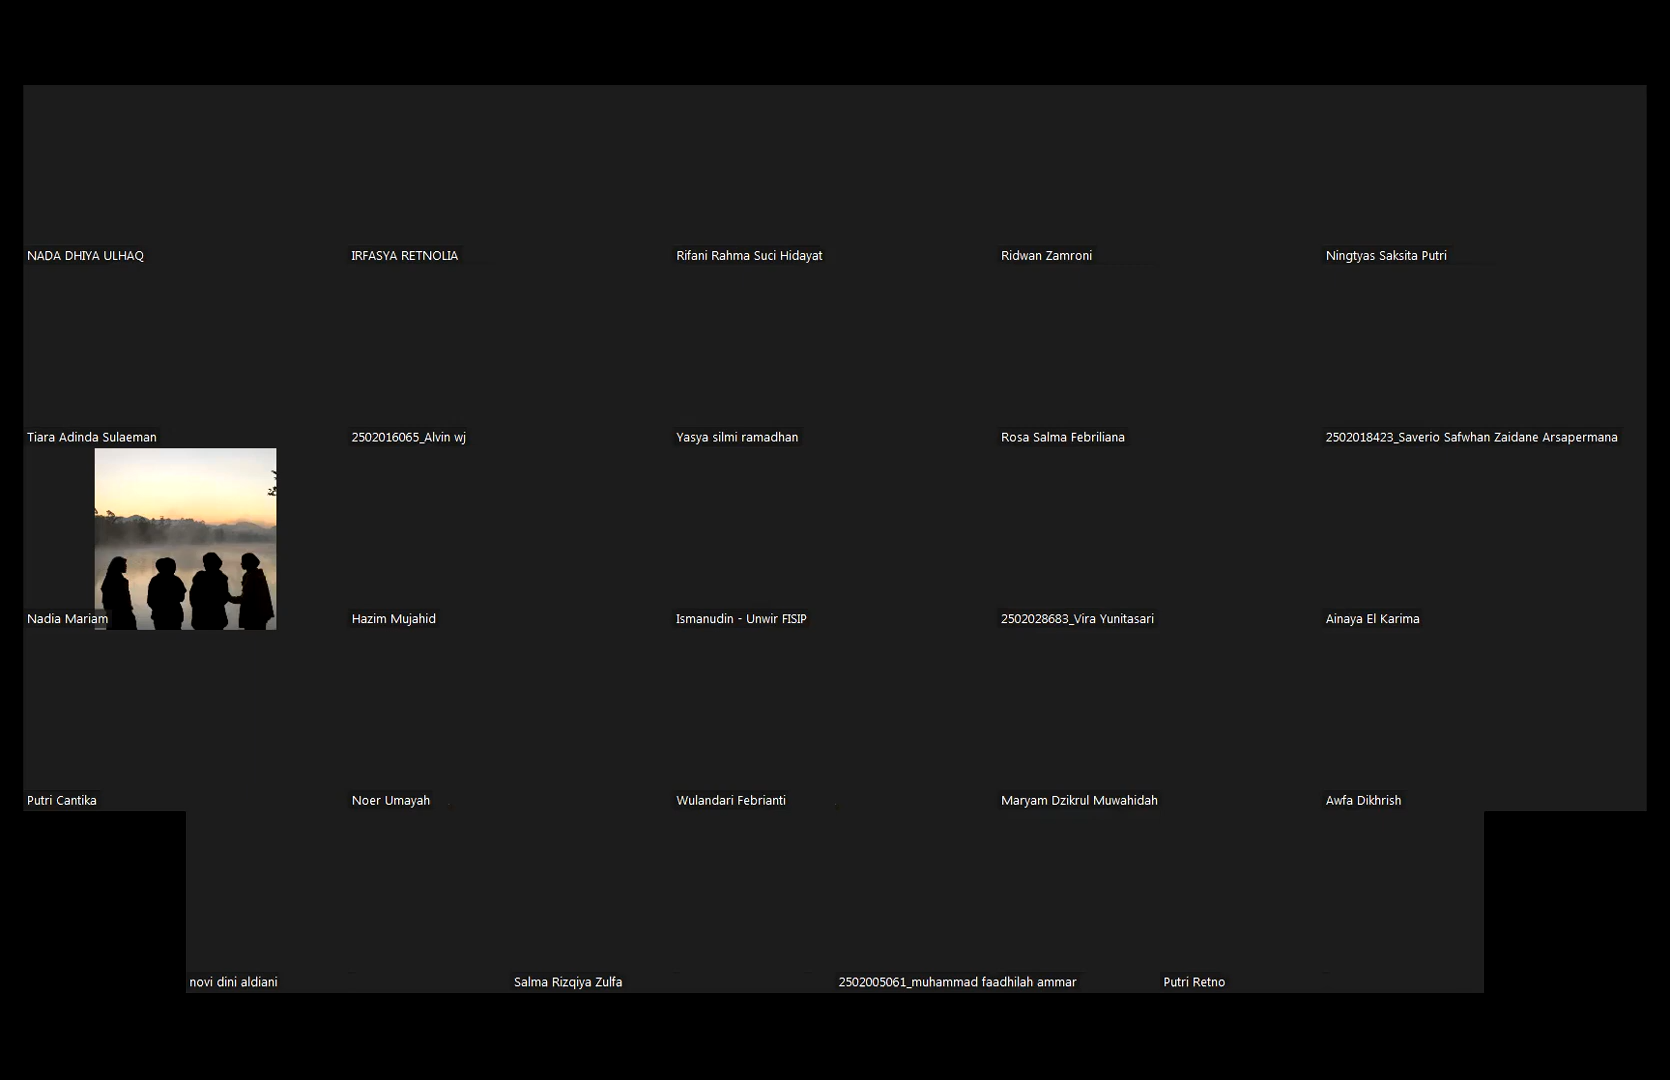 NADA DHIYA ULHAQ
IRFASYA RETNOLIA
Rifani Rahma Suci Hidayat
Ridwan Zamroni
Ningtyas Saksita Putri
Tiara Adinda Sulaeman
2502016065_Alvin wj
Yasya silmi ramadhan
Rosa Salma Febriliana
2502018423_Saverio Safwhan Zaidane Arsapermana
Nadia Mariam
Hazim Mujahid
Ismanudin - Unwir FISIP
2502028683_Vira Yunitasari
Ainaya El Karima
Putri Cantika
Noer Umayah
Wulandari Febrianti
Maryam Dzikrul Muwahidah
Awfa Dikhrish
novi dini aldiani
Salma Rizqiya Zulfa
2502005061_muhammad faadhilah ammar
Putri Retno